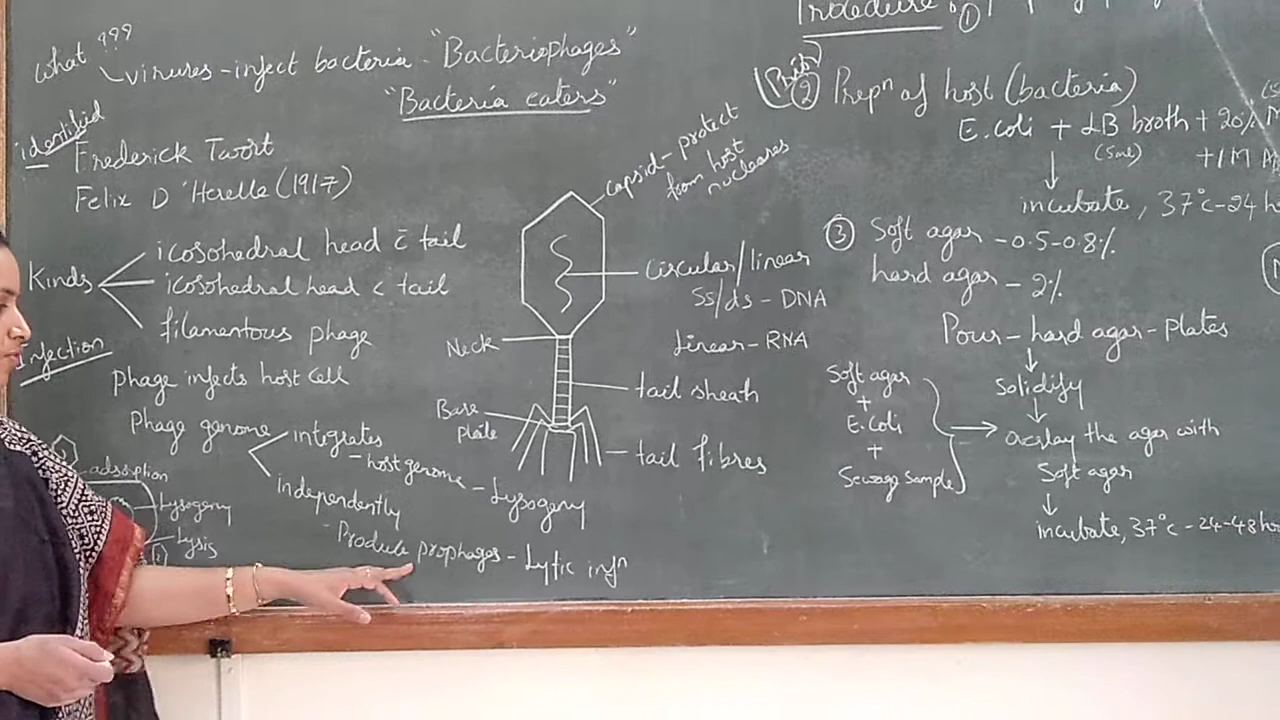 What ???
viruses - infect bacteria - "Bacteriophages"
"Bacteria eaters"
identified
Frederick Twort
Felix D'Herelle (1917)
Kinds
icosohedral head c̄ tail
icosohedral head c tail
filamentous phage
Infection
phage infects host cell
Phage genome
integrates
- host genome - Lysogeny
independently
- Produce prophages - Lytic infn
adsorption
Lysogeny
Lysis
capsid - protect
from host
nucleares
Circular/linear
SS/ds - DNA
linear - RNA
Neck
tail sheath
Base
plate
tail fibres
Procedure
①
② Prepn of host (bacteria)
E.coli + LB broth + 20%
(5ml)
+1M
↓
incubate, 37°c - 24 h
③ Soft agar - 0.5-0.8%
hard agar - 2%
Pour - hard agar - plates
↓
Solidify
↓
Overlay the agar with
Soft agar
↓
incubate, 37°c - 24-48 hrs
Soft agar
+
E.Coli
+
Sewage Sample